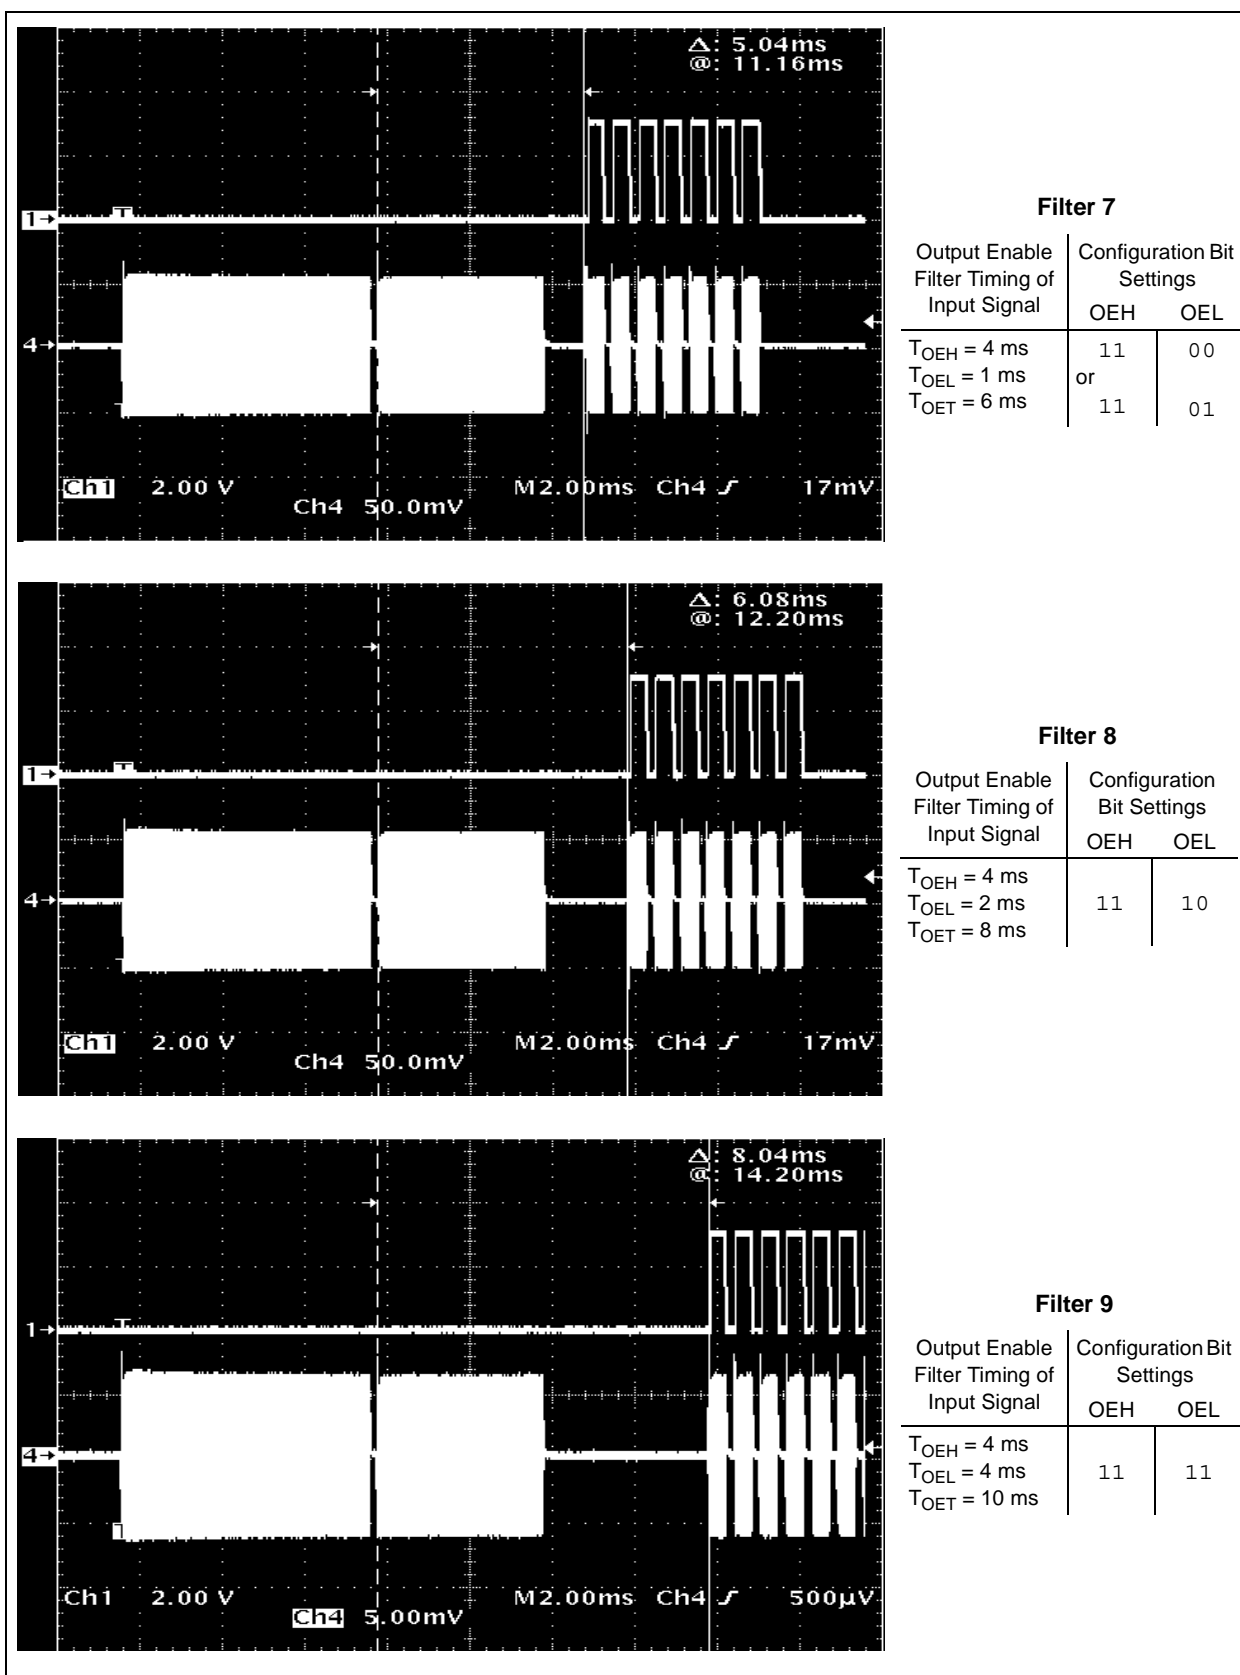 Δ: 5.04ms
@: 11.16ms
1→
4→
Ch1 2.00 V M2.00ms Ch4 17mV
Ch4 50.0mV
Filter 7
Output Enable Filter Timing of Input Signal
Configuration Bit Settings
OEH OEL
TOEH = 4 ms 11 00
TOEL = 1 ms or
TOET = 6 ms 11 01
Δ: 6.08ms
@: 12.20ms
1→
4→
Ch1 2.00 V M2.00ms Ch4 17mV
Ch4 50.0mV
Filter 8
Output Enable Filter Timing of Input Signal
Configuration Bit Settings
OEH OEL
TOEH = 4 ms
TOEL = 2 ms 11 10
TOET = 8 ms
Δ: 8.04ms
@: 14.20ms
1→
4→
Ch1 2.00 V M2.00ms Ch4 500µV
Ch4 5.00mV
Filter 9
Output Enable Filter Timing of Input Signal
Configuration Bit Settings
OEH OEL
TOEH = 4 ms
TOEL = 4 ms 11 11
TOET = 10 ms